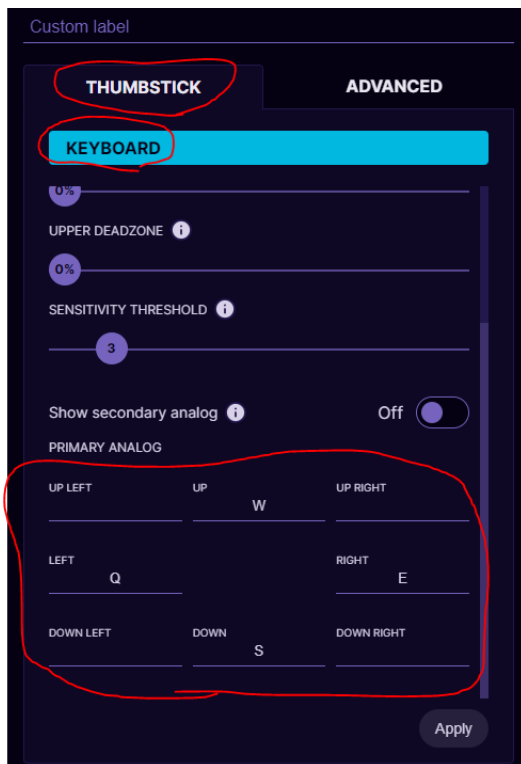 Custom label
THUMBSTICK ADVANCED
KEYBOARD
0%
UPPER DEADZONE i
0%
SENSITIVITY THRESHOLD i
3
Show secondary analog i Off
PRIMARY ANALOG
UP LEFT UP UP RIGHT
W
LEFT RIGHT
Q E
DOWN LEFT DOWN DOWN RIGHT
S
Apply